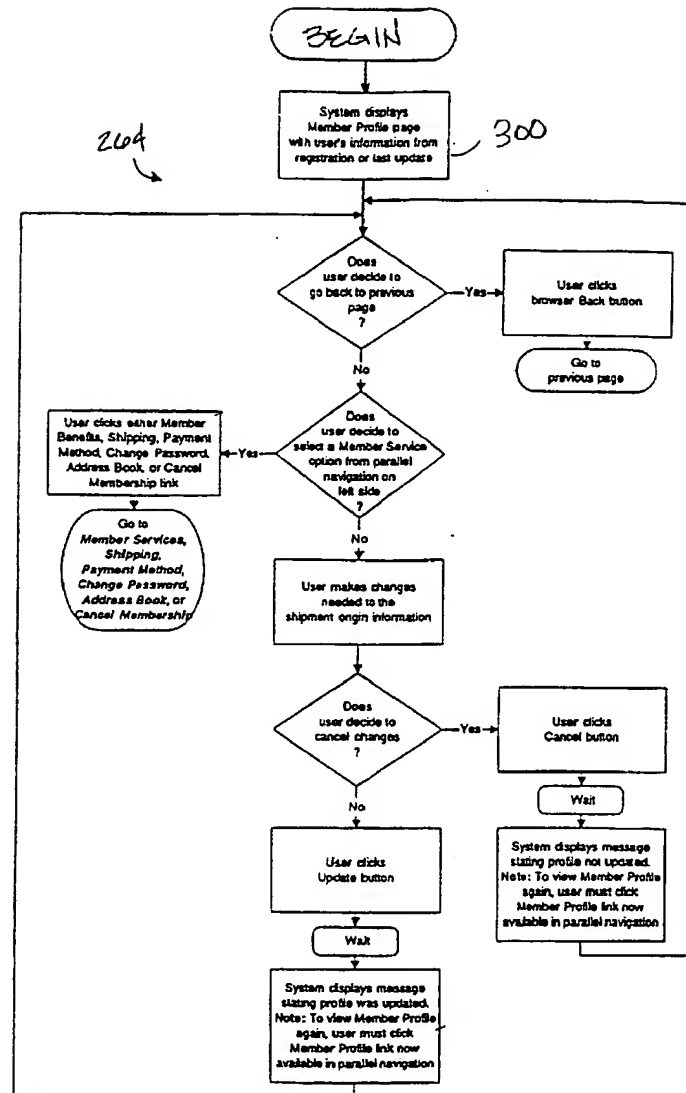 BEGIN
System displays
Member Profile page
with user's information from
registration or last update
300
264
Does
user decide to
go back to previous
page
?
Yes
User clicks
browser Back button
Go to
previous page
No
Does
user decide to
select a Member Service
option from parallel
navigation on
left side
?
Yes
User clicks either Member
Benefits, Shipping, Payment
Method, Change Password,
Address Book, or Cancel
Membership link
Go to
Member Services,
Shipping,
Payment Method,
Change Password,
Address Book, or
Cancel Membership
No
User makes changes
needed to the
shipment origin information
Does
user decide to
cancel changes
?
Yes
User clicks
Cancel button
Wait
System displays message
stating profile not updated.
Note: To view Member Profile
again, user must click
Member Profile link now
available in parallel navigation
No
User clicks
Update button
Wait
System displays message
stating profile was updated.
Note: To view Member Profile
again, user must click
Member Profile link now
available in parallel navigation